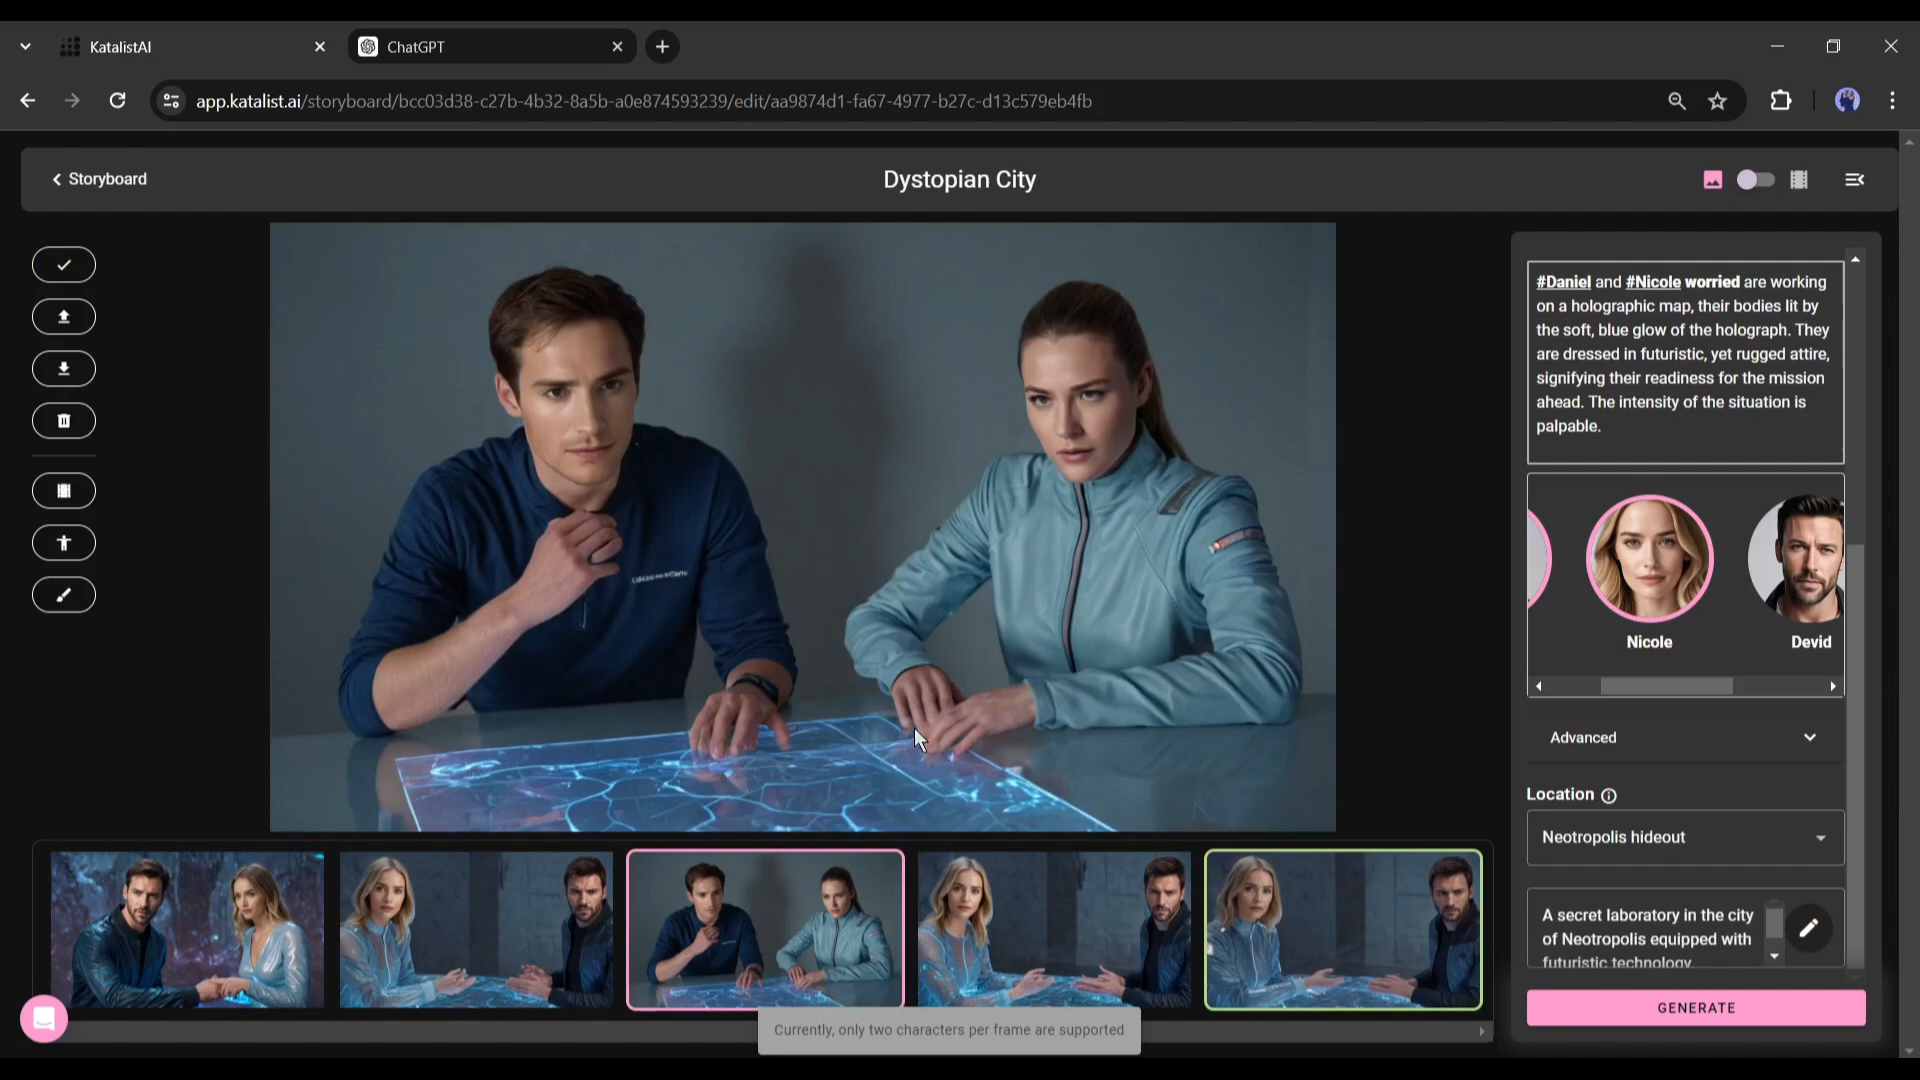 KatalistAI
ChatGPT
app.katalist.ai/storyboard/bcc03d38-c27b-4b32-8a5b-a0e874593239/edit/aa9874d1-fa67-4977-b27c-d13c579eb4fb
Storyboard
Dystopian City
#Daniel and #Nicole worried are working
on a holographic map, their bodies lit by
the soft, blue glow of the holograph. They
are dressed in futuristic, yet rugged attire,
signifying their readiness for the mission
ahead. The intensity of the situation is
palpable.
Nicole
Devid
Advanced
Location
Neotropolis hideout
A secret laboratory in the city
of Neotropolis equipped with
futuristic technology.
GENERATE
Currently, only two characters per frame are supported